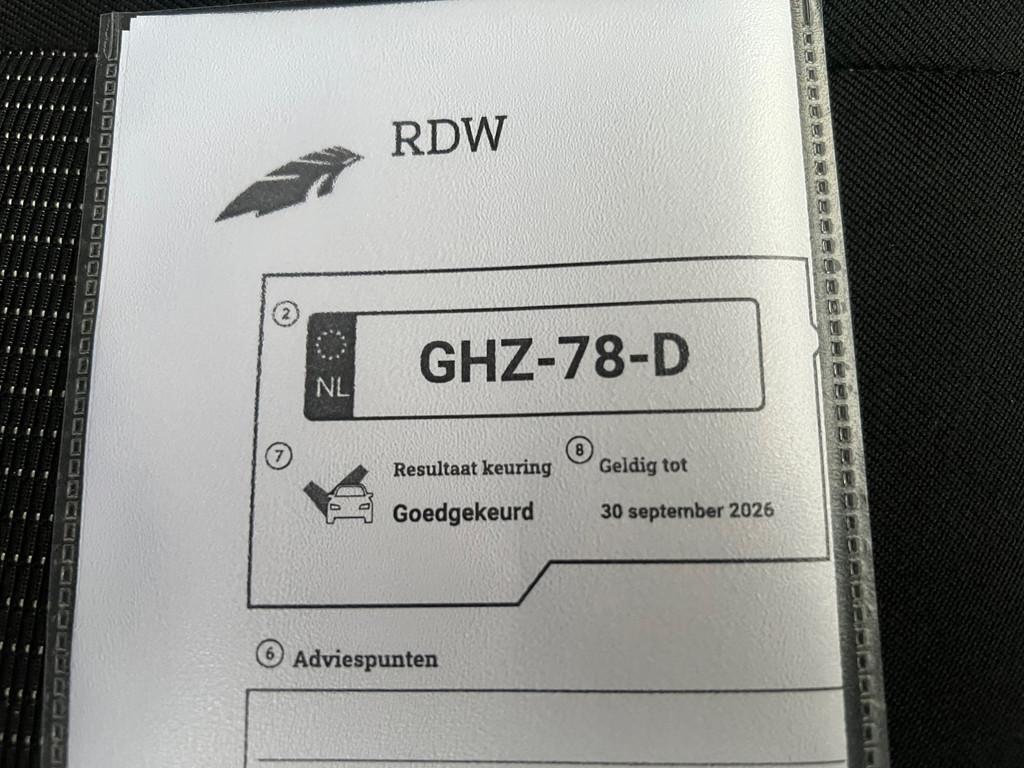 RDW
2
NL
GHZ-78-D
7
Resultaat keuring
Goedgekeurd
8
Geldig tot
30 september 2026
6 Adviespunten